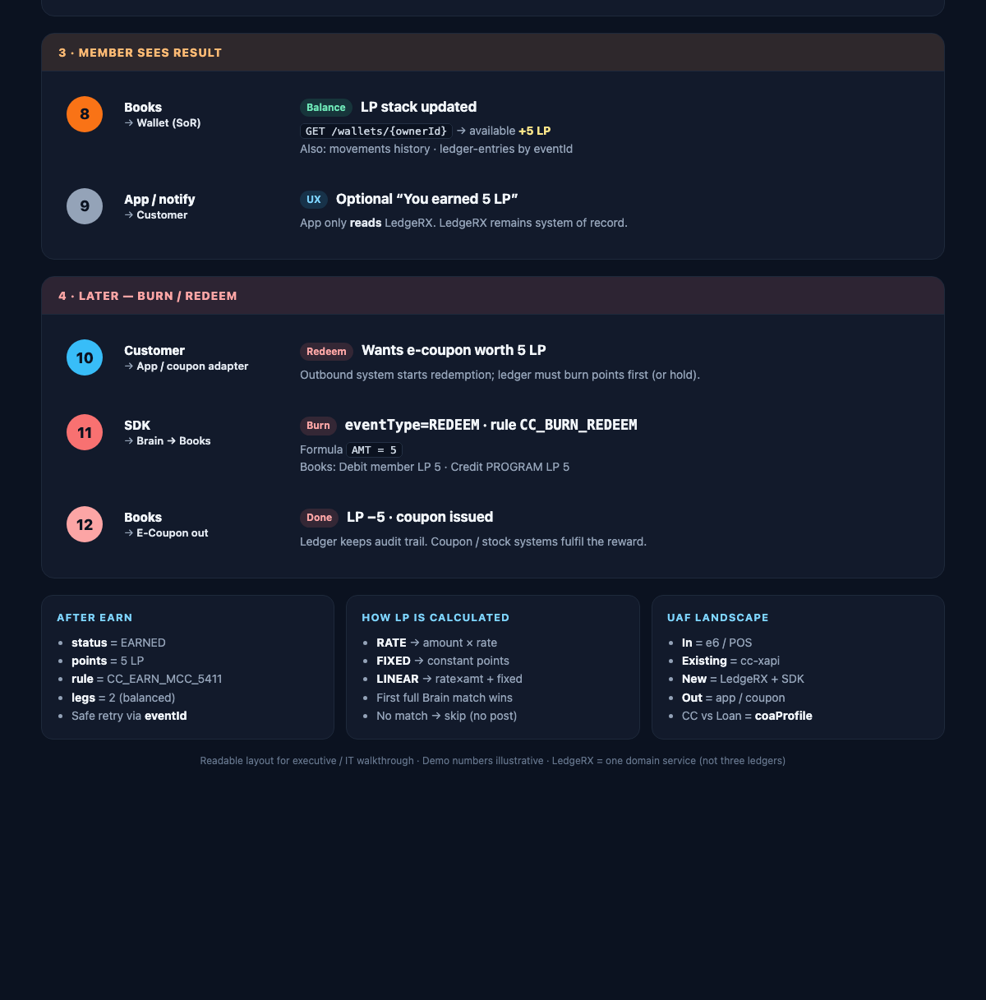 3 · MEMBER SEES RESULT
8
Books
→ Wallet (SoR)
Balance LP stack updated
GET /wallets/{ownerId} → available +5 LP
Also: movements history · ledger-entries by eventId
9
App / notify
→ Customer
UX Optional “You earned 5 LP”
App only reads LedgeRX. LedgeRX remains system of record.
4 · LATER — BURN / REDEEM
10
Customer
→ App / coupon adapter
Redeem Wants e-coupon worth 5 LP
Outbound system starts redemption; ledger must burn points first (or hold).
11
SDK
→ Brain → Books
Burn eventType=REDEEM · rule CC_BURN_REDEEM
Formula AMT = 5
Books: Debit member LP 5 · Credit PROGRAM LP 5
12
Books
→ E-Coupon out
Done LP −5 · coupon issued
Ledger keeps audit trail. Coupon / stock systems fulfil the reward.
AFTER EARN
• status = EARNED
• points = 5 LP
• rule = CC_EARN_MCC_5411
• legs = 2 (balanced)
• Safe retry via eventId
HOW LP IS CALCULATED
• RATE → amount × rate
• FIXED → constant points
• LINEAR → rate×amt + fixed
• First full Brain match wins
• No match → skip (no post)
UAF LANDSCAPE
• In = e6 / POS
• Existing = cc-xapi
• New = LedgeRX + SDK
• Out = app / coupon
• CC vs Loan = coaProfile
Readable layout for executive / IT walkthrough · Demo numbers illustrative · LedgeRX = one domain service (not three ledgers)